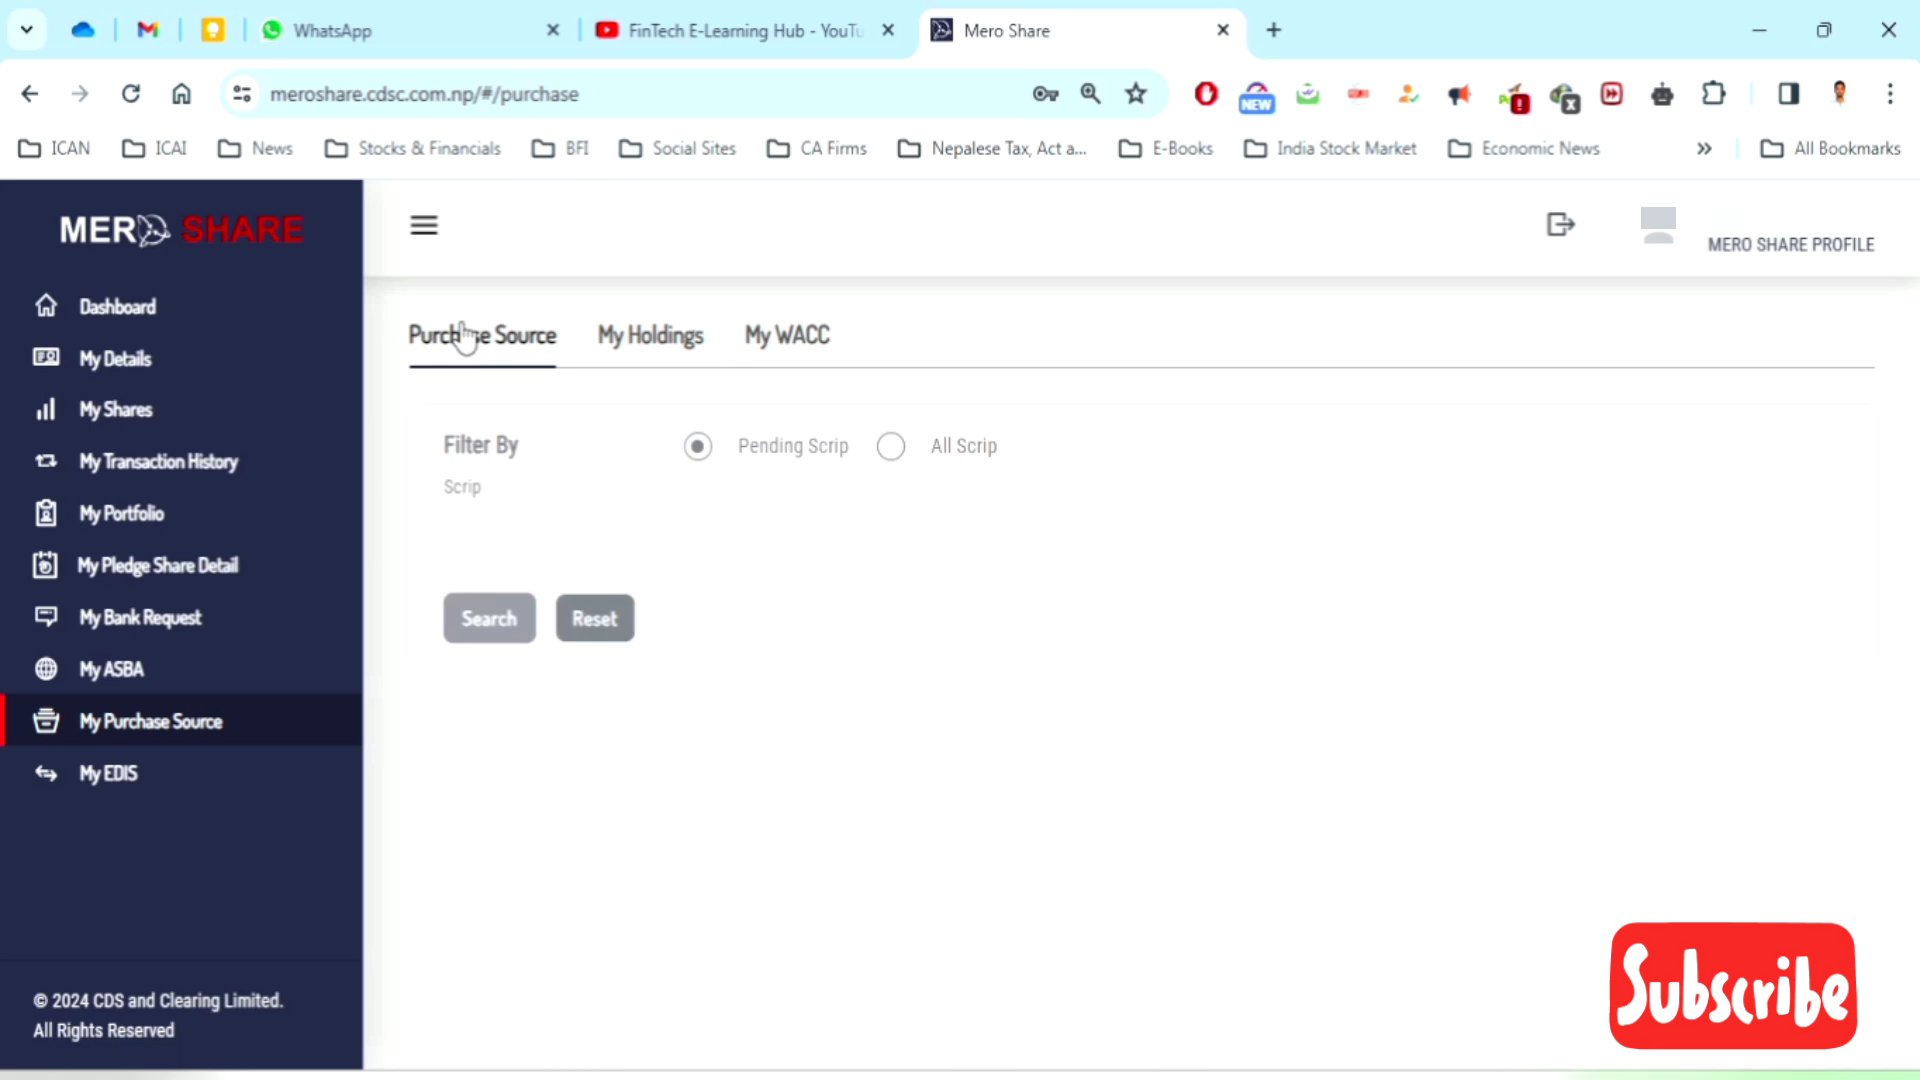 WhatsApp
FinTech E-Learning Hub - YouTu
Mero Share
meroshare.cdsc.com.np/#/purchase
NEW
ICAN
ICAI
News
Stocks & Financials
BFI
Social Sites
CA Firms
Nepalese Tax, Act a...
E-Books
India Stock Market
Economic News
All Bookmarks
MERO SHARE
MERO SHARE PROFILE
Dashboard
My Details
My Shares
My Transaction History
My Portfolio
My Pledge Share Detail
My Bank Request
My ASBA
My Purchase Source
My EDIS
© 2024 CDS and Clearing Limited.
All Rights Reserved
Purchase Source
My Holdings
My WACC
Filter By
Pending Scrip
All Scrip
Scrip
Search
Reset
Subscribe